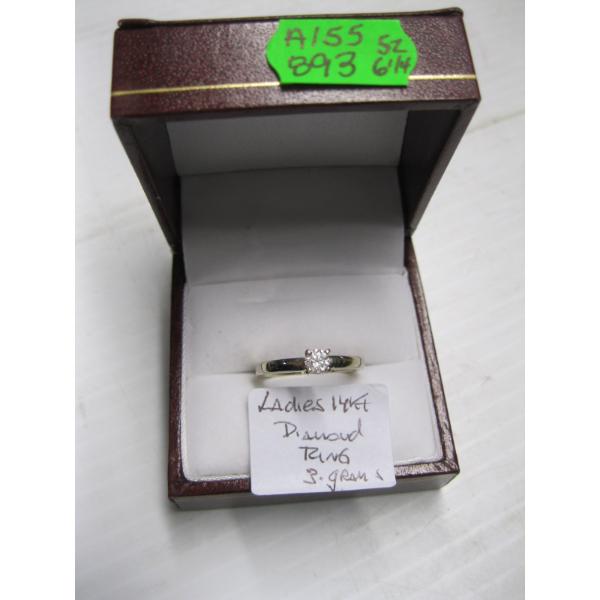 A155 SZ
893 6 1/4
LADIES 14KT
DIAMOND
RING
3. GRAMS